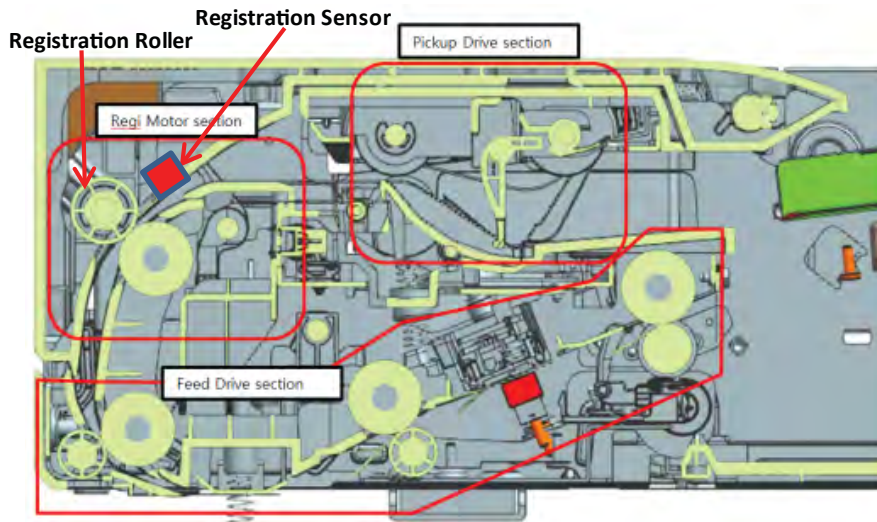 Registration Sensor
Registration Roller
Pickup Drive section
Regi Motor section
Feed Drive section